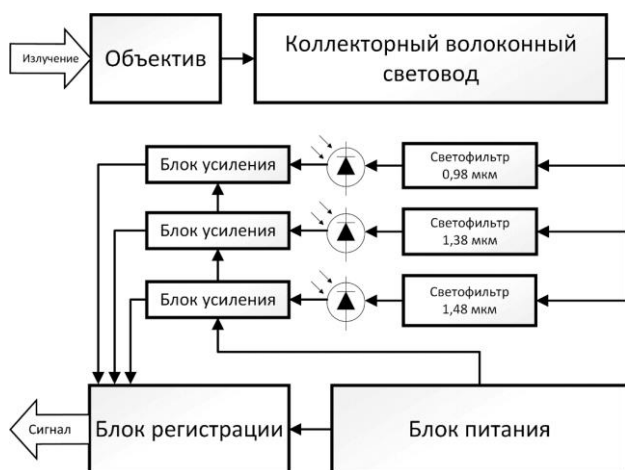 Излучение
Объектив
Коллекторный волоконный
световод
Блок усиления
Светофильтр
0,98 мкм
Блок усиления
Светофильтр
1,38 мкм
Блок усиления
Светофильтр
1,48 мкм
Сигнал
Блок регистрации
Блок питания